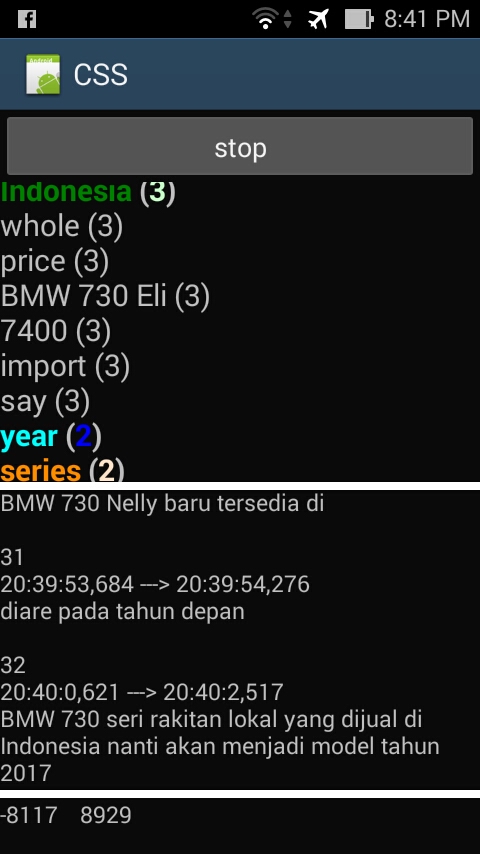 8:41 PM
CSS
stop
Indonesia (3)
whole (3)
price (3)
BMW 730 Eli (3)
7400 (3)
import (3)
say (3)
year (2)
series (2)
BMW 730 Nelly baru tersedia di
31
20:39:53,684 ---> 20:39:54,276
diare pada tahun depan
32
20:40:0,621 ---> 20:40:2,517
BMW 730 seri rakitan lokal yang dijual di
Indonesia nanti akan menjadi model tahun
2017
-8117 8929